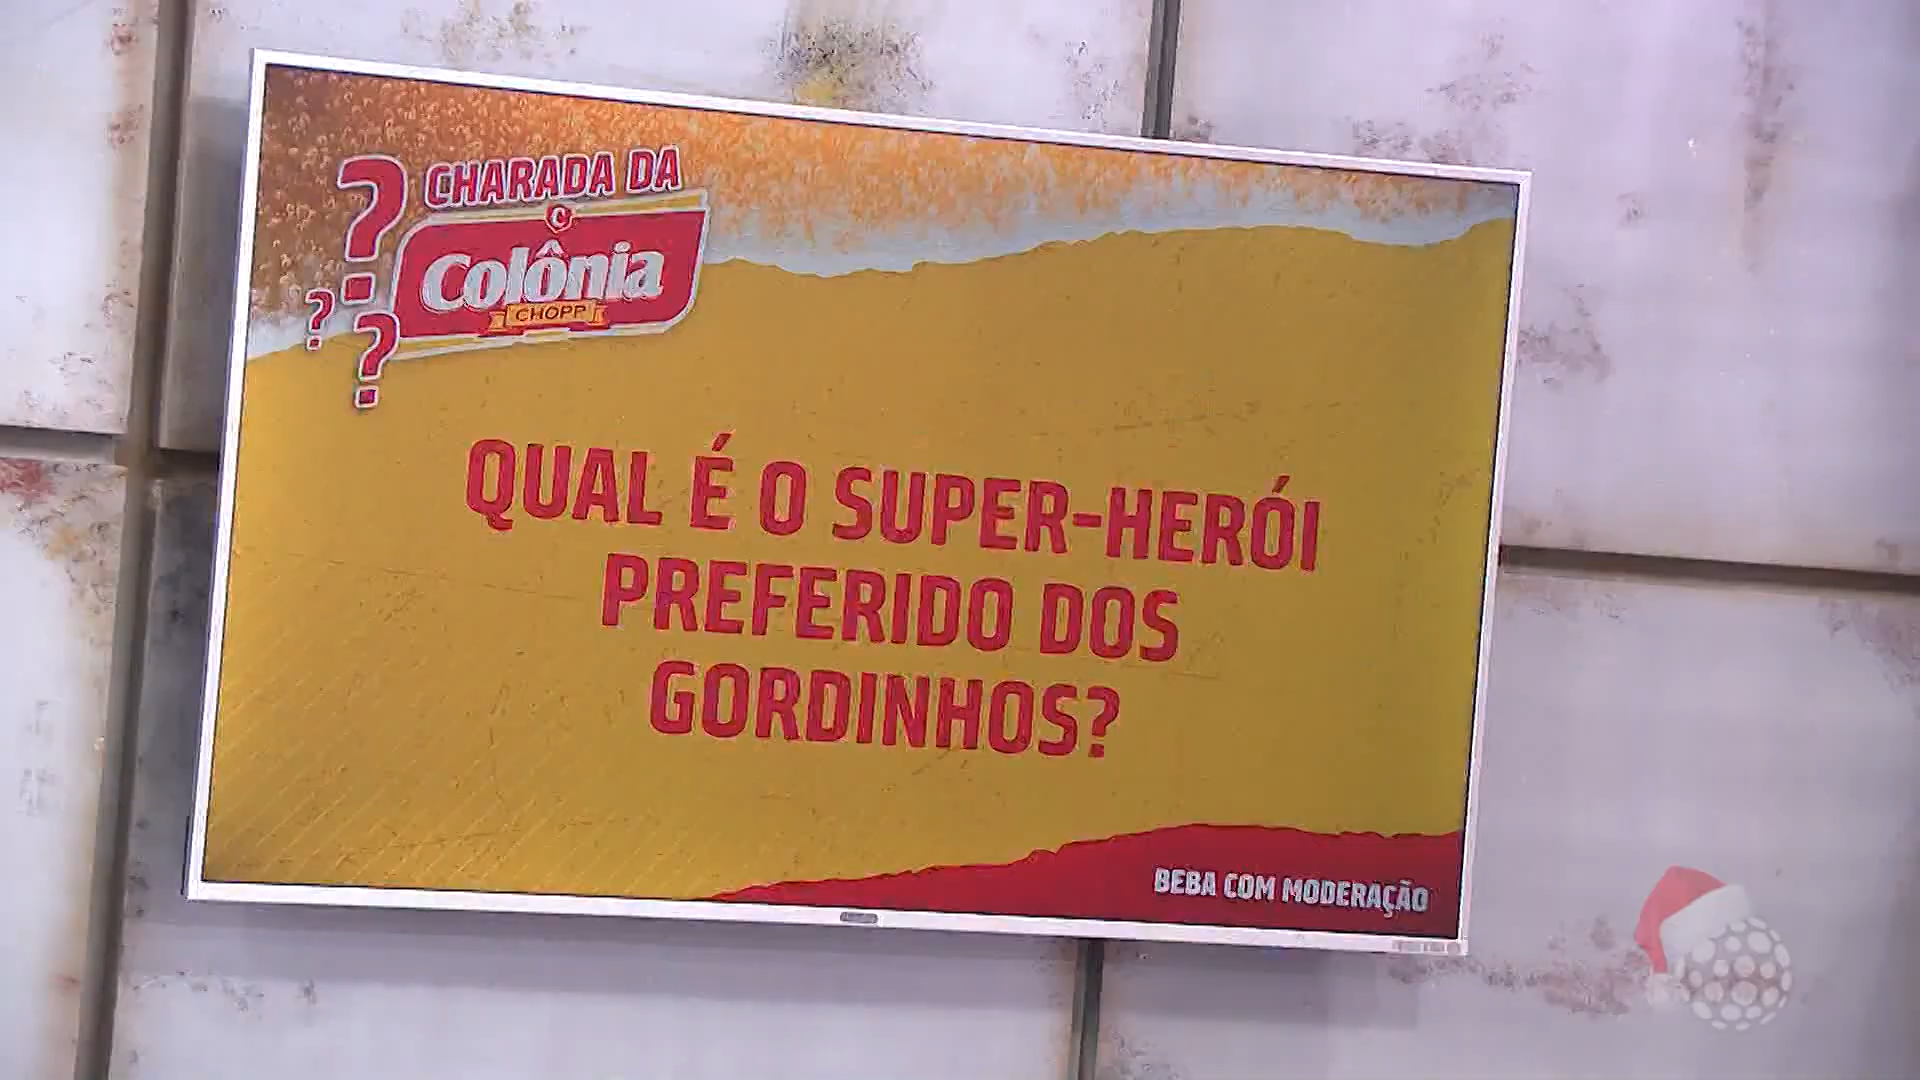 CHARADA DA
Colônia
CHOPP
QUAL É O SUPER-HERÓI
PREFERIDO DOS
GORDINHOS?
BEBA COM MODERAÇÃO